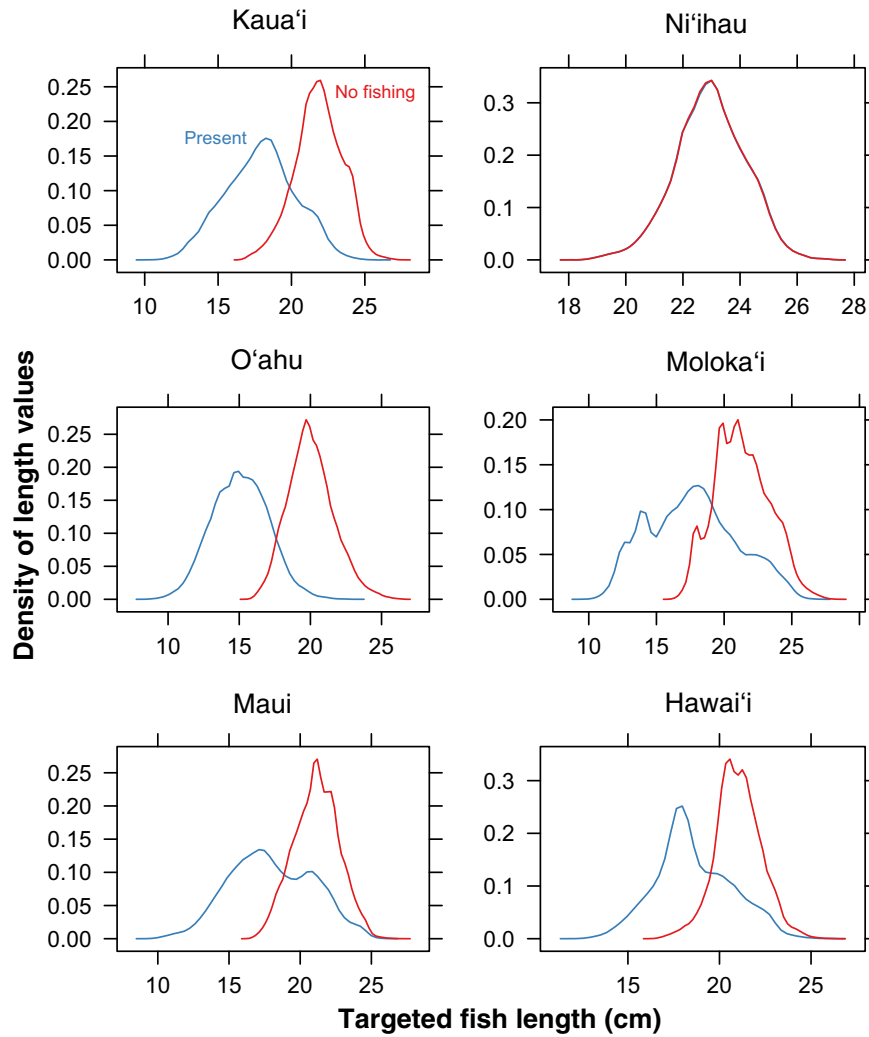 Kaua‘i
Ni‘ihau
0.25
0.20
0.15
0.10
0.05
0.00
No fishing
Present
10 15 20 25
0.3
0.2
0.1
0.0
18 20 22 24 26 28
O‘ahu
Moloka‘i
0.25
0.20
0.15
0.10
0.05
0.00
10 15 20 25
0.20
0.15
0.10
0.05
0.00
10 15 20 25
Density of length values
Maui
Hawai‘i
0.25
0.20
0.15
0.10
0.05
0.00
10 15 20 25
0.3
0.2
0.1
0.0
15 20 25
Targeted fish length (cm)